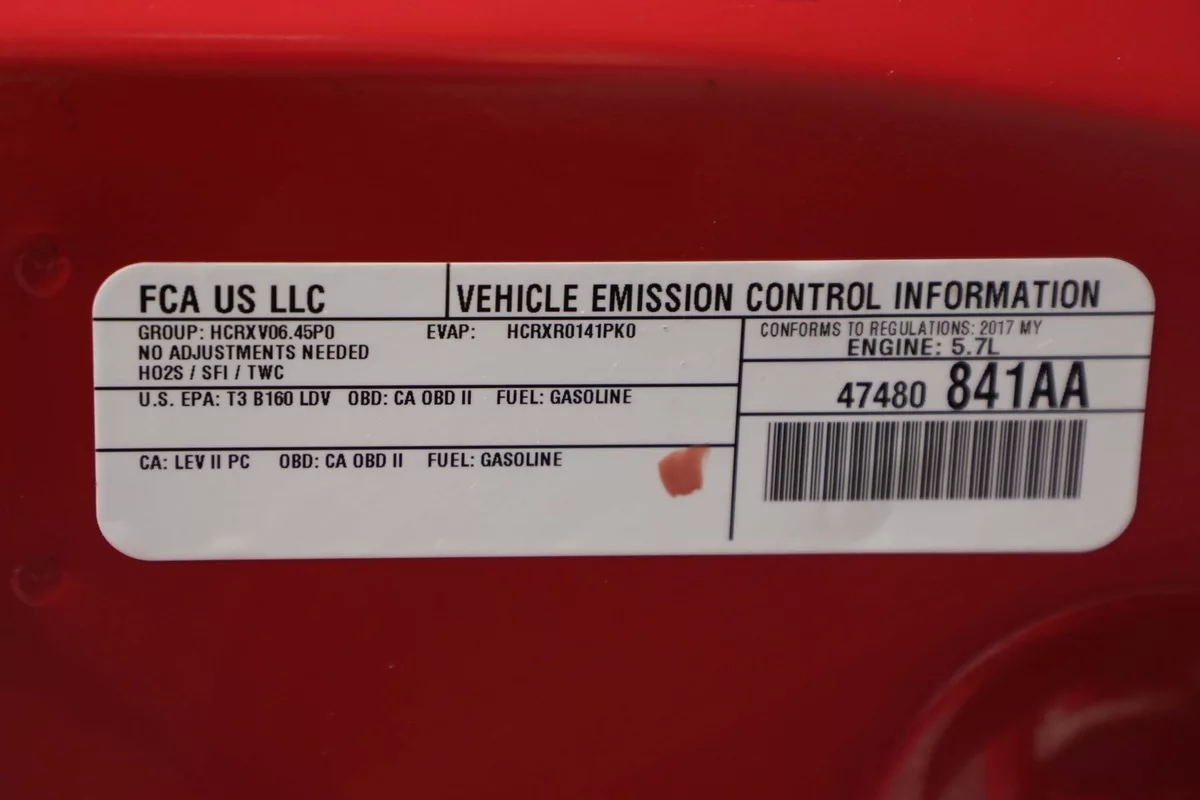 FCA US LLC
VEHICLE EMISSION CONTROL INFORMATION
GROUP: HCRXV06.45P0 EVAP: HCRXR0141PK0
NO ADJUSTMENTS NEEDED
HO2S / SFI / TWC
CONFORMS TO REGULATIONS: 2017 MY
ENGINE: 5.7L
47480 841AA
U.S. EPA: T3 B160 LDV OBD: CA OBD II FUEL: GASOLINE
CA: LEV II PC OBD: CA OBD II FUEL: GASOLINE